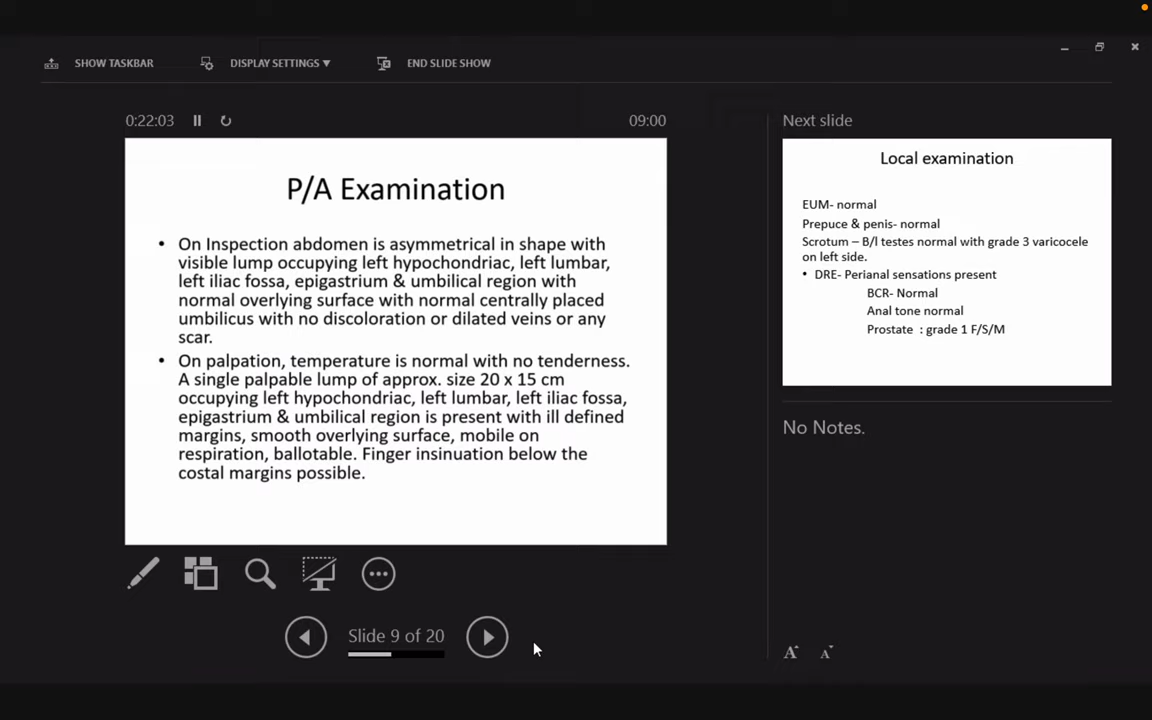 SHOW TASKBAR
DISPLAY SETTINGS ▼
END SLIDE SHOW
0:22:03
09:00
P/A Examination
• On Inspection abdomen is asymmetrical in shape with
visible lump occupying left hypochondriac, left lumbar,
left iliac fossa, epigastrium & umbilical region with
normal overlying surface with normal centrally placed
umbilicus with no discoloration or dilated veins or any
scar.
• On palpation, temperature is normal with no tenderness.
A single palpable lump of approx. size 20 x 15 cm
occupying left hypochondriac, left lumbar, left iliac fossa,
epigastrium & umbilical region is present with ill defined
margins, smooth overlying surface, mobile on
respiration, ballotable. Finger insinuation below the
costal margins possible.
Slide 9 of 20
Next slide
Local examination
EUM- normal
Prepuce & penis- normal
Scrotum – B/l testes normal with grade 3 varicocele
on left side.
• DRE- Perianal sensations present
BCR- Normal
Anal tone normal
Prostate : grade 1 F/S/M
No Notes.
A A